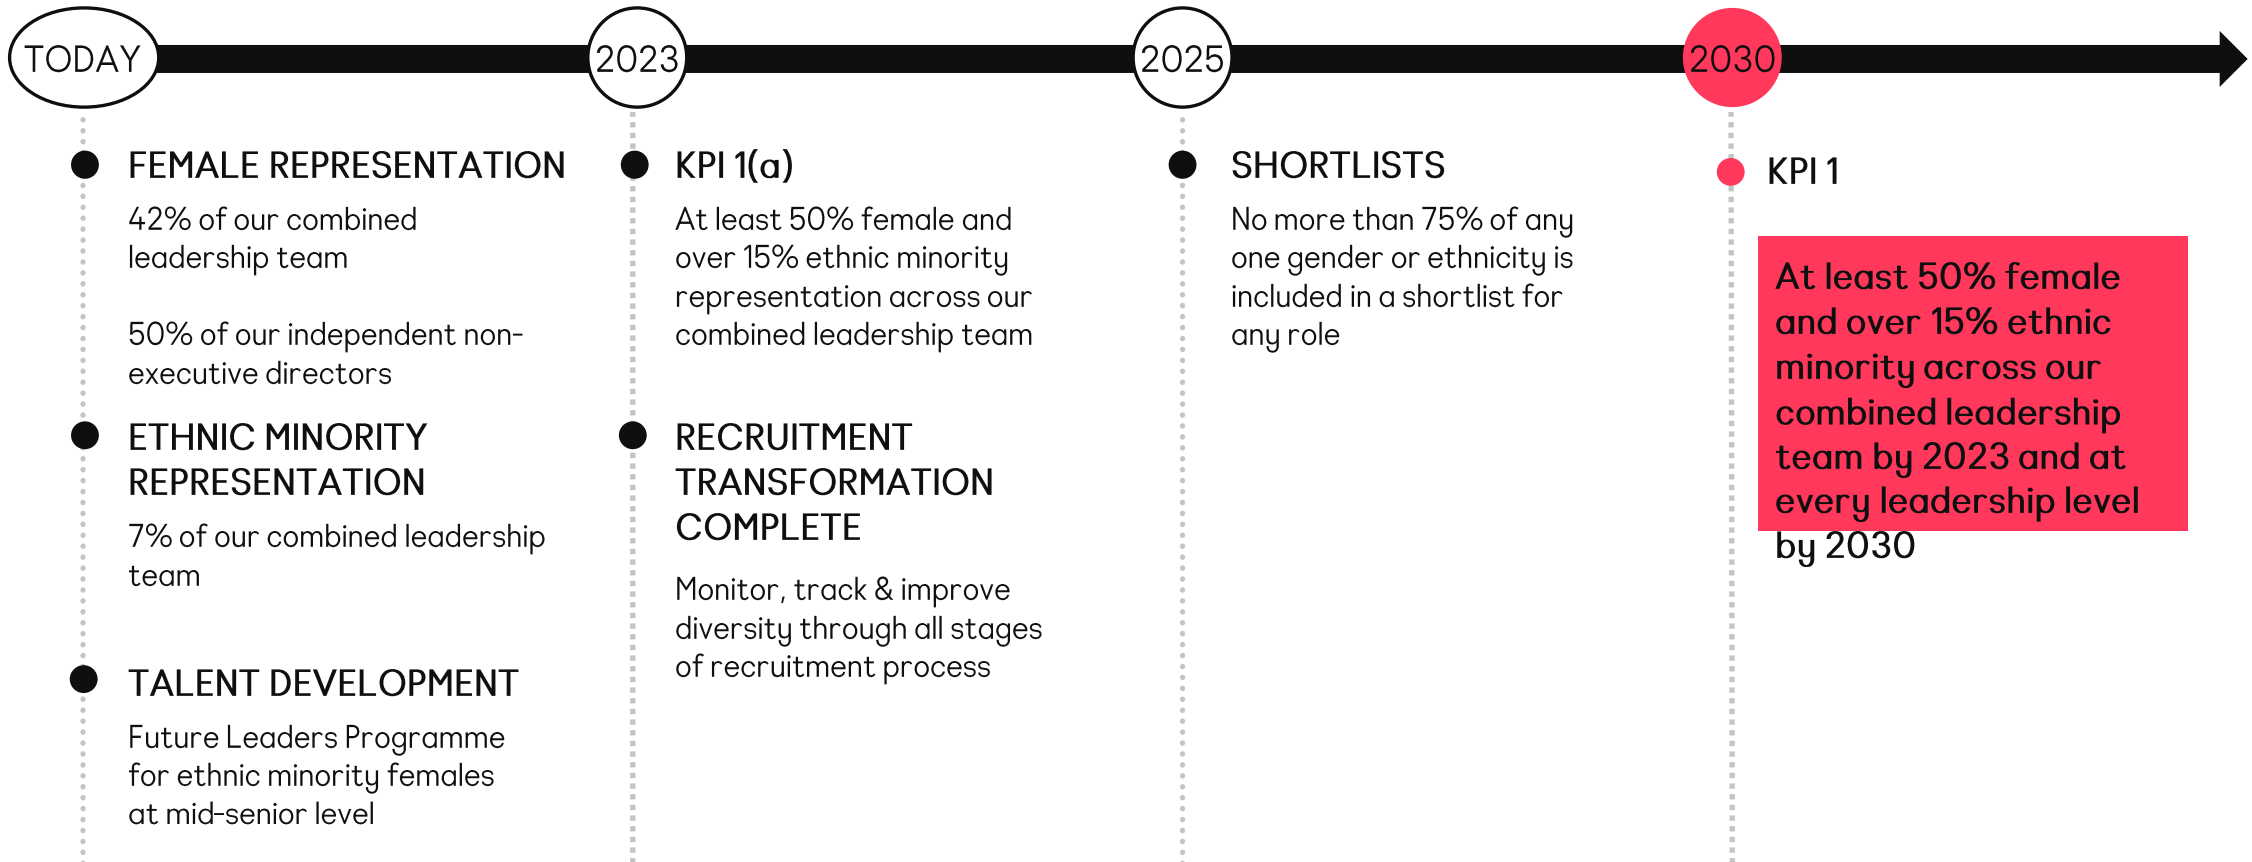 TODAY
2023
2025
2030
FEMALE REPRESENTATION
42% of our combined
leadership team
50% of our independent non-
executive directors
ETHNIC MINORITY
REPRESENTATION
7% of our combined leadership
team
TALENT DEVELOPMENT
Future Leaders Programme
for ethnic minority females
at mid-senior level
KPI 1(a)
At least 50% female and
over 15% ethnic minority
representation across our
combined leadership team
RECRUITMENT
TRANSFORMATION
COMPLETE
Monitor, track & improve
diversity through all stages
of recruitment process
SHORTLISTS
No more than 75% of any
one gender or ethnicity is
included in a shortlist for
any role
KPI 1
At least 50% female
and over 15% ethnic
minority across our
combined leadership
team by 2023 and at
every leadership level
by 2030